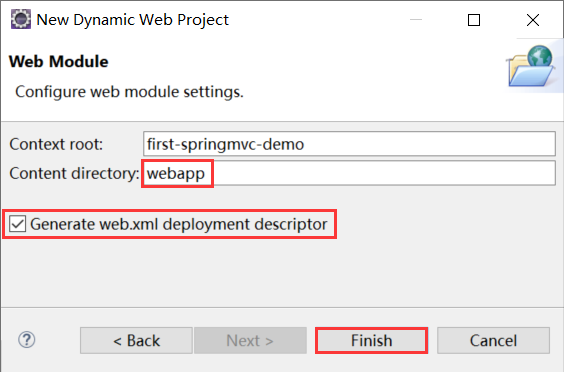 New Dynamic Web Project
Web Module
Configure web module settings.
Context root: first-springmvc-demo
Content directory: webapp
Generate web.xml deployment descriptor
? < Back Next > Finish Cancel